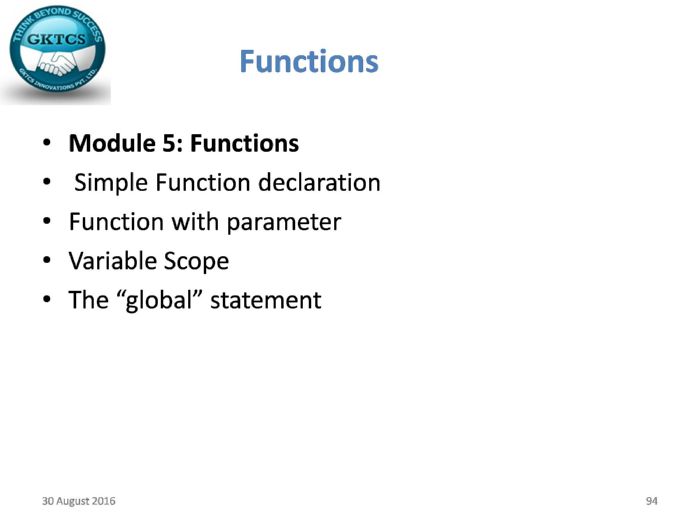 THINK BEYOND SUCCESS
GKTCS
GKTCS INNOVATIONS PVT. LTD.
Functions
• Module 5: Functions
• Simple Function declaration
• Function with parameter
• Variable Scope
• The “global” statement
30 August 2016
94